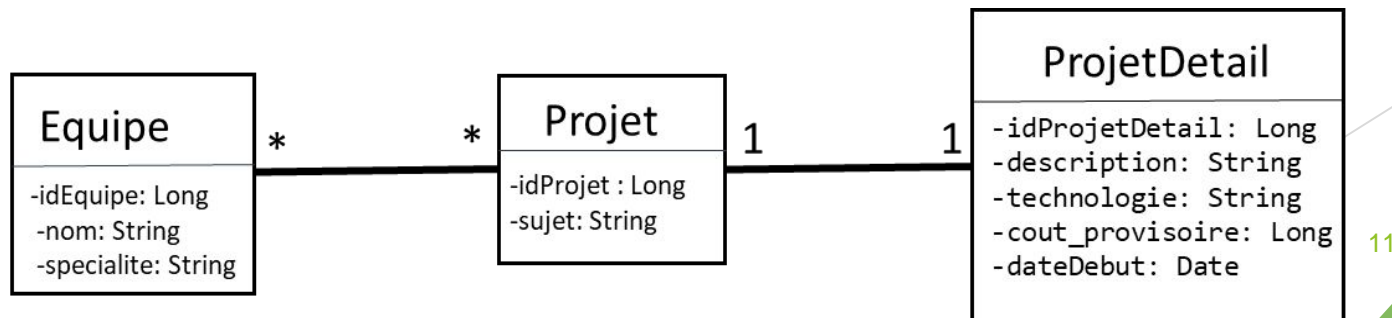 Equipe
-idEquipe: Long
-nom: String
-specialite: String
*
*
Projet
-idProjet : Long
-sujet: String
1
1
ProjetDetail
-idProjetDetail: Long
-description: String
-technologie: String
-cout_provisoire: Long
-dateDebut: Date
11